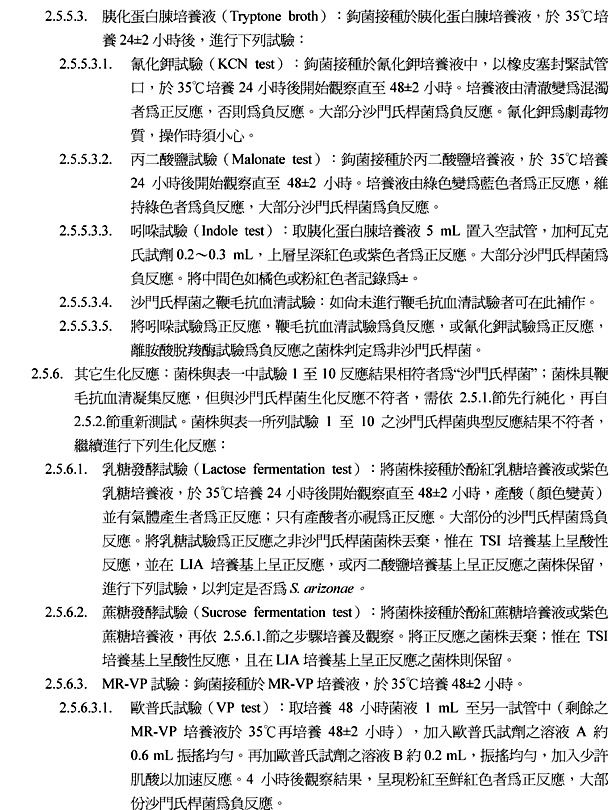 2.5.5.3. 胰化蛋白腖培養液（Tryptone broth）：鉤菌接種於胰化蛋白腖培養液，於 35℃培
養 24±2 小時後，進行下列試驗：
2.5.5.3.1. 氰化鉀試驗（KCN test）：鉤菌接種於氰化鉀培養液中，以橡皮塞封緊試管
口，於 35℃培養 24 小時後開始觀察直至 48±2 小時。培養液由清澈變爲混濁
者爲正反應，否則爲負反應。大部分沙門氏桿菌爲負反應。氰化鉀爲劇毒物
質，操作時須小心。
2.5.5.3.2. 丙二酸鹽試驗（Malonate test）：鉤菌接種於丙二酸鹽培養液，於 35℃培養
24 小時後開始觀察直至 48±2 小時。培養液由綠色變爲藍色者爲正反應，維
持綠色者爲負反應，大部分沙門氏桿菌爲負反應。
2.5.5.3.3. 吲哚試驗（Indole test）：取胰化蛋白腖培養液 5 mL 置入空試管，加柯瓦克
氏試劑 0.2～0.3 mL，上層呈深紅色或紫色者爲正反應。大部分沙門氏桿菌爲
負反應。將中間色如橘色或粉紅色者記錄爲±。
2.5.5.3.4. 沙門氏桿菌之鞭毛抗血清試驗：如尙未進行鞭毛抗血清試驗者可在此補作。
2.5.5.3.5. 將吲哚試驗爲正反應，鞭毛抗血清試驗爲負反應，或氰化鉀試驗爲正反應，
離胺酸脫羧酶試驗爲負反應之菌株判定爲非沙門氏桿菌。
2.5.6. 其它生化反應：菌株與表一中試驗 1 至 10 反應結果相符者爲“沙門氏桿菌”；菌株具鞭
毛抗血清凝集反應，但與沙門氏桿菌生化反應不符者，需依 2.5.1.節先行純化，再自
2.5.2.節重新測試。菌株與表一所列試驗 1 至 10 之沙門氏桿菌典型反應結果不符者，
繼續進行下列生化反應：
2.5.6.1. 乳糖發酵試驗（Lactose fermentation test）：將菌株接種於酚紅乳糖培養液或紫色
乳糖培養液，於 35℃培養 24 小時後開始觀察直至 48±2 小時，產酸（顏色變黃）
並有氣體產生者爲正反應；只有產酸者亦視爲正反應。大部份的沙門氏桿菌爲負
反應。將乳糖試驗爲正反應之非沙門氏桿菌菌株丟棄，惟在 TSI 培養基上呈酸性
反應，並在 LIA 培養基上呈正反應，或丙二酸鹽培養基上呈正反應之菌株保留，
進行下列試驗，以判定是否爲 S. arizonae。
2.5.6.2. 蔗糖發酵試驗（Sucrose fermentation test）：將菌株接種於酚紅蔗糖培養液或紫色
蔗糖培養液，再依 2.5.6.1.節之步驟培養及觀察。將正反應之菌株丟棄；惟在 TSI
培養基上呈酸性反應，且在 LIA 培養基上呈正反應之菌株則保留。
2.5.6.3. MR-VP 試驗：鉤菌接種於 MR-VP 培養液，於 35℃培養 48±2 小時。
2.5.6.3.1. 歐普氏試驗（VP test）：取培養 48 小時菌液 1 mL 至另一試管中（剩餘之
MR-VP 培養液於 35℃再培養 48±2 小時），加入歐普氏試劑之溶液 A 約
0.6 mL 振搖均勻。再加歐普氏試劑之溶液 B 約 0.2 mL，振搖均勻，加入少許
肌酸以加速反應。4 小時後觀察結果，呈現粉紅至鮮紅色者爲正反應，大部
份沙門氏桿菌爲負反應。